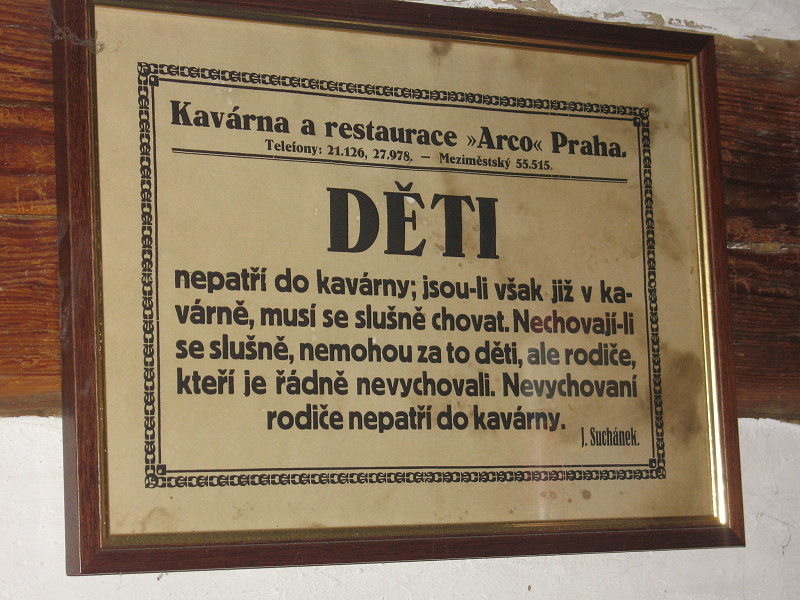 Kavárna a restaurace »Arco« Praha.
Telefony: 21.126, 27.978. — Meziměstský 55.515.
DĚTI
nepatří do kavárny; jsou-li však již v ka-
várně, musí se slušně chovat. Nechovají-li
se slušně, nemohou za to děti, ale rodiče,
kteří je řádně nevychovali. Nevychovaní
rodiče nepatří do kavárny.
J. Suchánek.